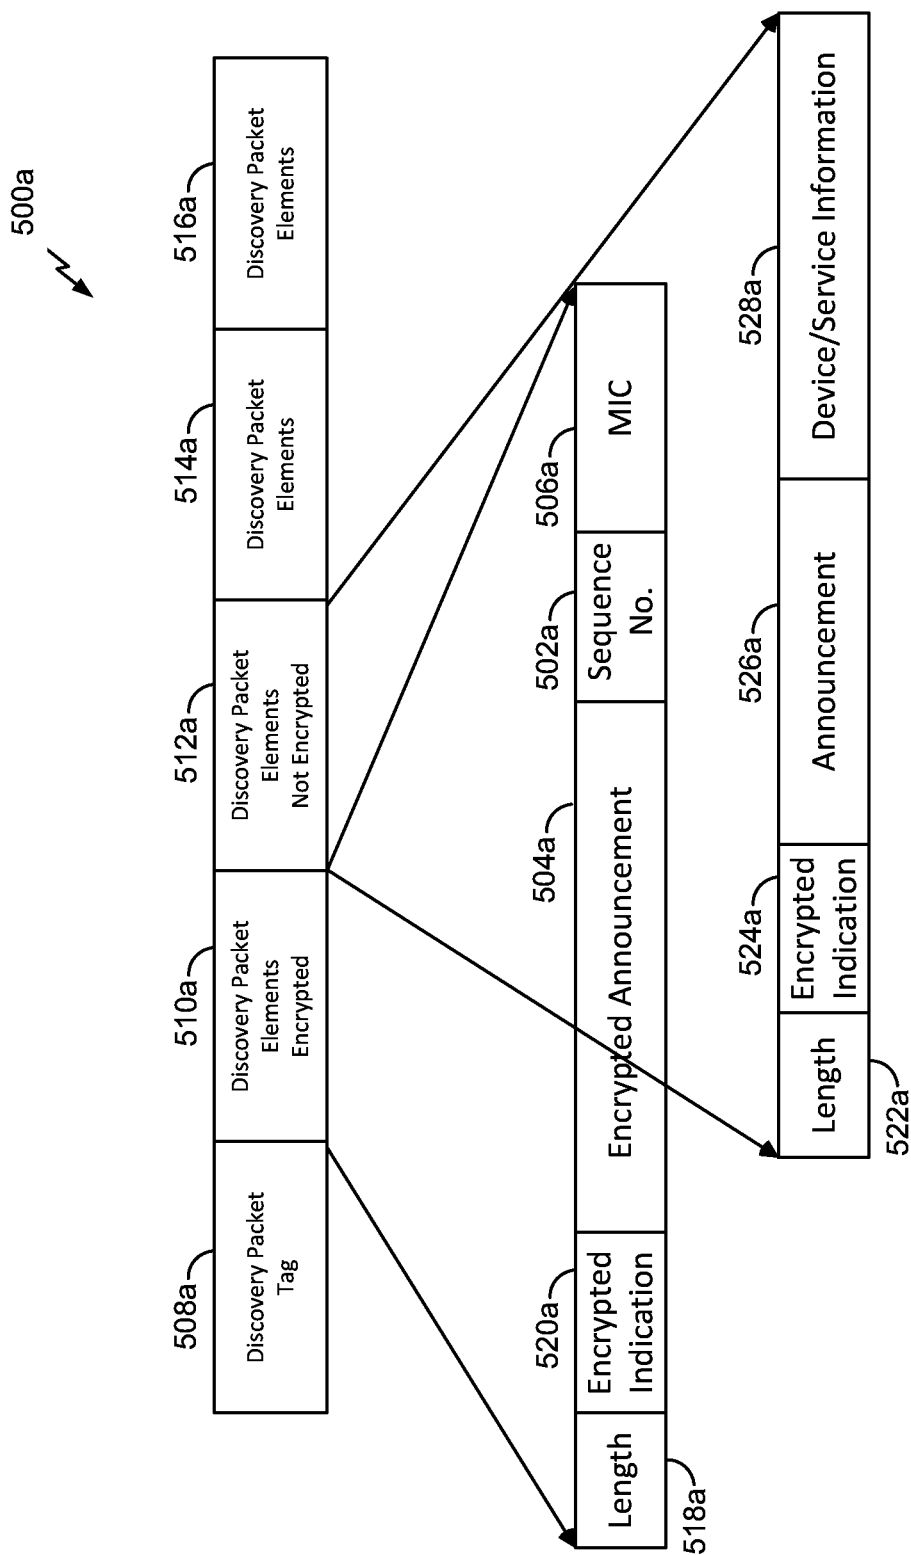 500a
508a
510a
512a
514a
516a
Discovery Packet
Tag
Discovery Packet
Elements
Encrypted
Discovery Packet
Elements
Not Encrypted
Discovery Packet
Elements
Discovery Packet
Elements
520a
504a
502a
506a
Length
Encrypted
Indication
Encrypted Announcement
Sequence
No.
MIC
518a
524a
526a
528a
Length
Encrypted
Indication
Announcement
Device/Service Information
522a